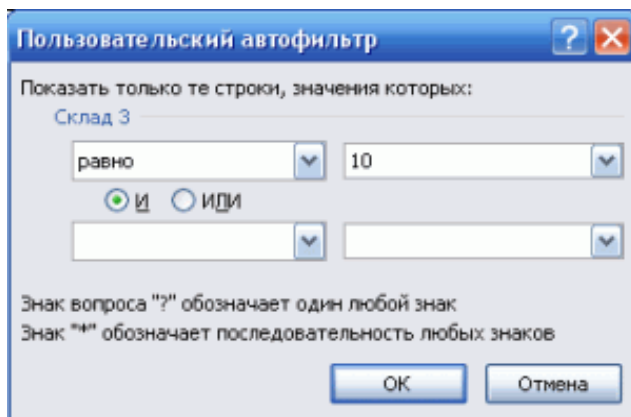 Пользовательский автофильтр
Показать только те строки, значения которых:
Склад 3
равно 10
И ИЛИ
Знак вопроса "?" обозначает один любой знак
Знак "*" обозначает последовательность любых знаков
ОК Отмена